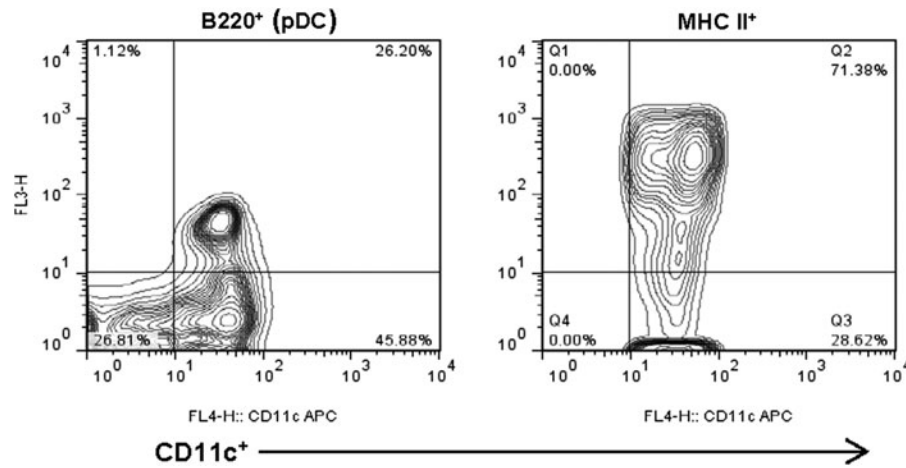 B220⁺ (pDC)
MHC II⁺
1.12%
26.20%
26.81%
45.88%
10⁴
10³
10²
10¹
10⁰
FL3-H
10⁰ 10¹ 10² 10³ 10⁴
FL4-H:: CD11c APC
Q1
0.00%
Q2
71.38%
Q4
0.00%
Q3
28.62%
10⁴
10³
10²
10¹
10⁰
10⁰ 10¹ 10² 10³ 10⁴
FL4-H:: CD11c APC
CD11c⁺